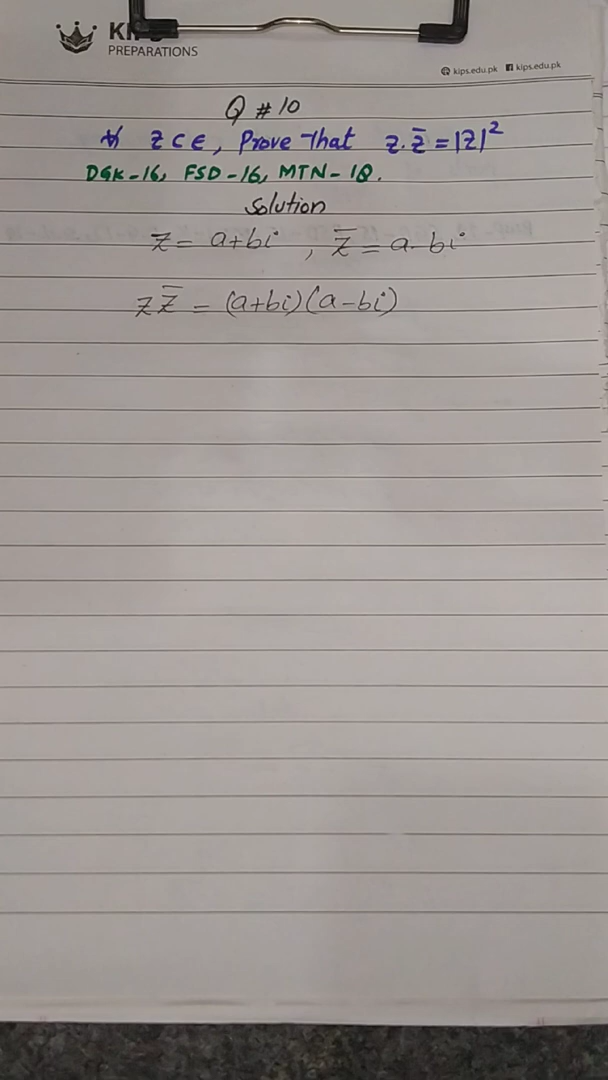 PREPARATIONS
kips.edu.pk kips.edu.pk
Q # 10
∀ z c ∈, Prove That z.z̄ = |z|²
DGK-16, FSD-16, MTN-18.
Solution
z = a+bi , z̄ = a-bi
zz̄ = (a+bi)(a-bi)